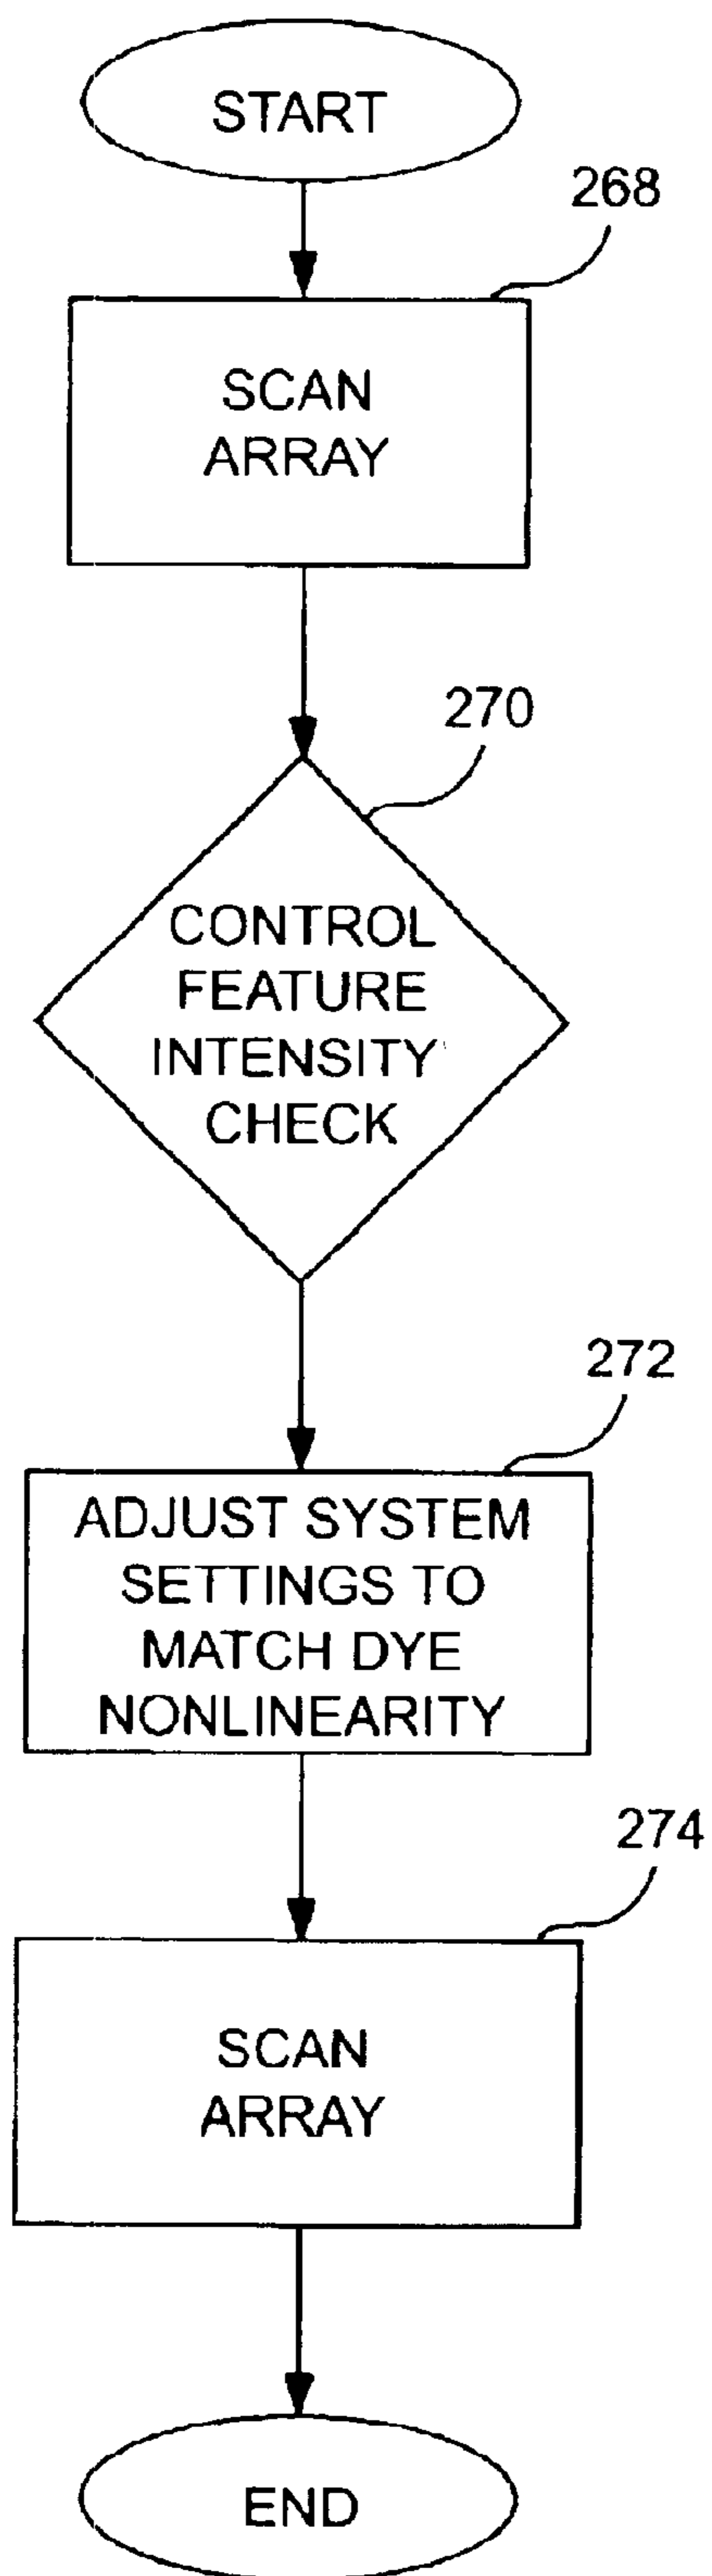 START
268
SCAN
ARRAY
270
CONTROL
FEATURE
INTENSITY
CHECK
272
ADJUST SYSTEM
SETTINGS TO
MATCH DYE
NONLINEARITY
274
SCAN
ARRAY
END